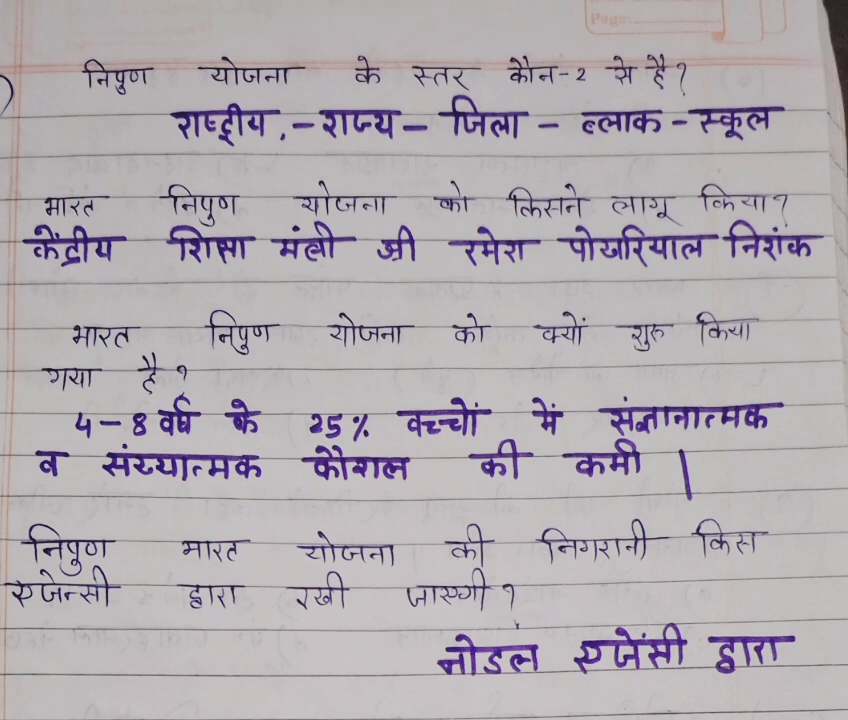 Page:
)
निपुण योजना के स्तर कौन-2 से है?
राष्ट्रीय, - राज्य - जिला - ब्लाक - स्कूल
भारत निपुण योजना को किसने लागू किया?
केंद्रीय शिक्षा मंत्री श्री रमेश पोखरियाल निशंक
भारत निपुण योजना को क्यों शुरु किया
गया है?
4-8 वर्ष के 25% बच्चों में संज्ञानात्मक
व संख्यात्मक कौशल की कमी |
निपुण भारत योजना की निगरानी किस
एजेन्सी द्वारा रखी जाएगी?
नोडल एजेंसी द्वारा